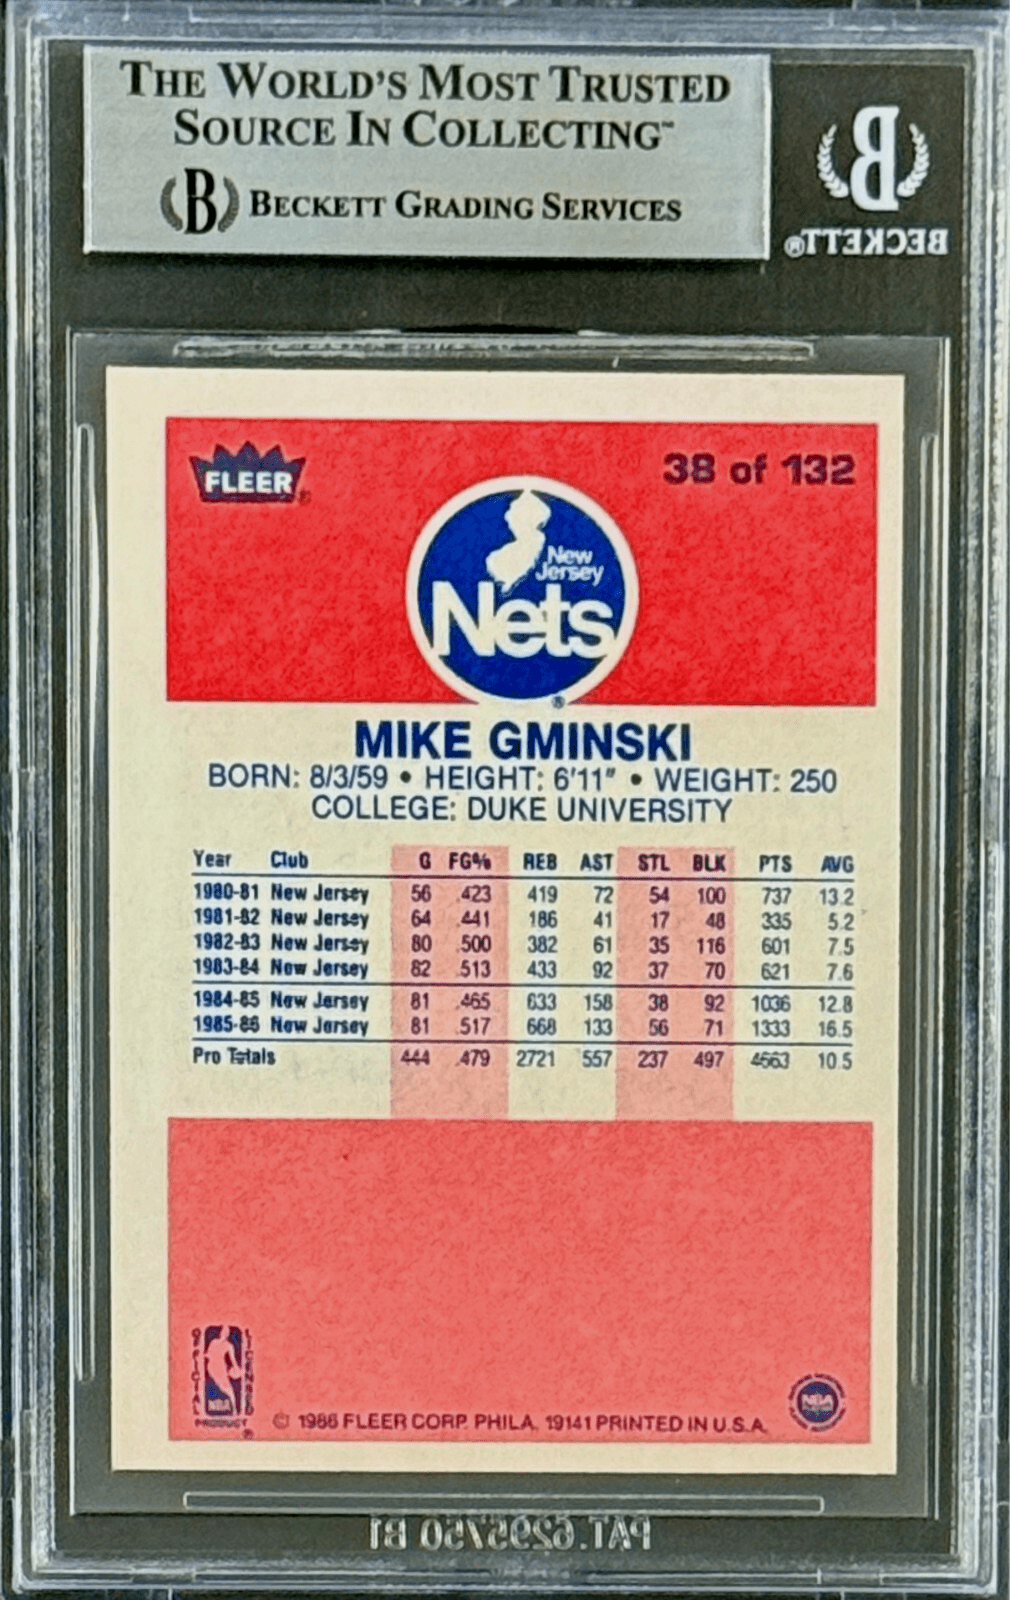 THE WORLD'S MOST TRUSTED
SOURCE IN COLLECTING™
B BECKETT GRADING SERVICES
B
BECKETT®
FLEER®
38 of 132
New
Jersey
Nets
®
MIKE GMINSKI
BORN: 8/3/59 • HEIGHT: 6'11" • WEIGHT: 250
COLLEGE: DUKE UNIVERSITY
Year Club G FG% REB AST STL BLK PTS AVG
1980-81 New Jersey 56 .423 419 72 54 100 737 13.2
1981-82 New Jersey 64 .441 186 41 17 48 335 5.2
1982-83 New Jersey 80 .500 382 61 35 116 601 7.5
1983-84 New Jersey 82 .513 433 92 37 70 621 7.6
1984-85 New Jersey 81 .465 633 158 38 92 1036 12.8
1985-86 New Jersey 81 .517 668 133 56 71 1333 16.5
Pro Totals 444 .479 2721 557 237 497 4663 10.5
OFFICIAL LICENSED
NBA
PRODUCT
®
© 1986 FLEER CORP. PHILA. 19141 PRINTED IN U.S.A.
NBA
PAT. 6295750 B1